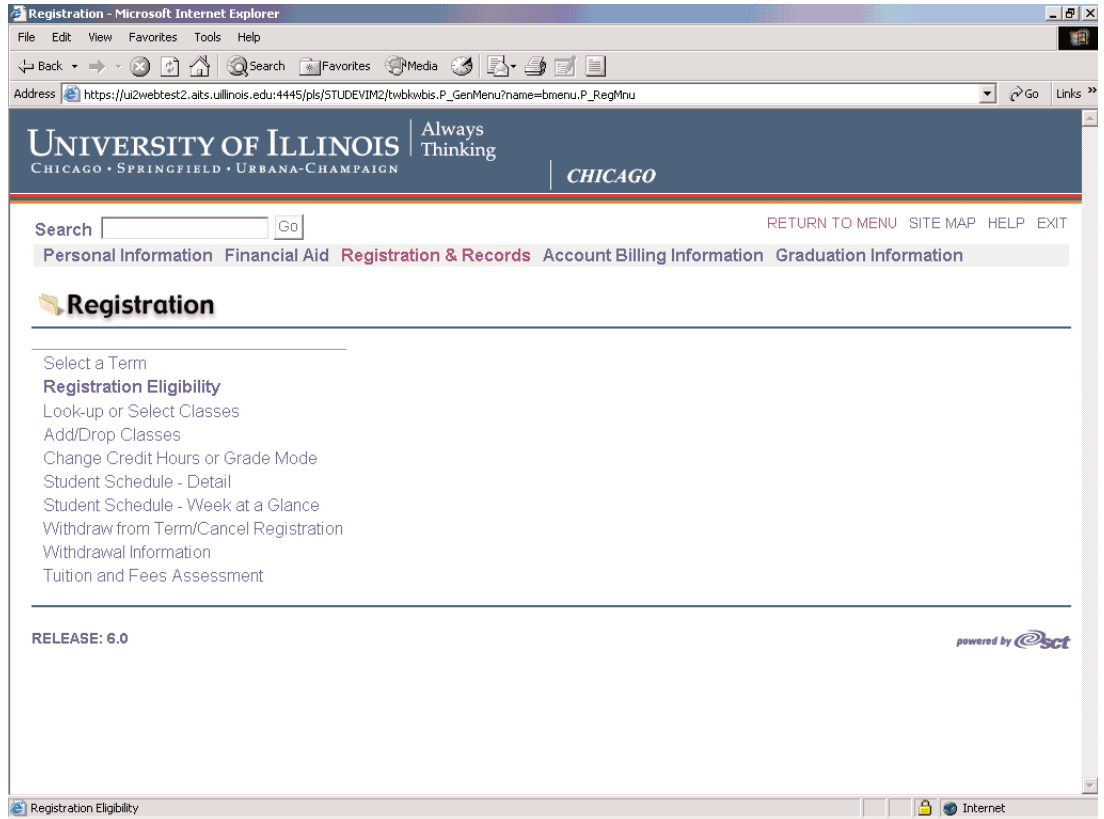 Registration - Microsoft Internet Explorer
File Edit View Favorites Tools Help
Back Search Favorites Media
Address https://ui2webtest2.aits.uillinois.edu:4445/pls/STUDEVIM2/twbkwbis.P_GenMenu?name=bmenu.P_RegMnu Go Links »
UNIVERSITY OF ILLINOIS Always
Thinking
CHICAGO • SPRINGFIELD • URBANA-CHAMPAIGN
CHICAGO
Search Go RETURN TO MENU SITE MAP HELP EXIT
Personal Information Financial Aid Registration & Records Account Billing Information Graduation Information
Registration
Select a Term
Registration Eligibility
Look-up or Select Classes
Add/Drop Classes
Change Credit Hours or Grade Mode
Student Schedule - Detail
Student Schedule - Week at a Glance
Withdraw from Term/Cancel Registration
Withdrawal Information
Tuition and Fees Assessment
RELEASE: 6.0 powered by sct
Registration Eligibility Internet